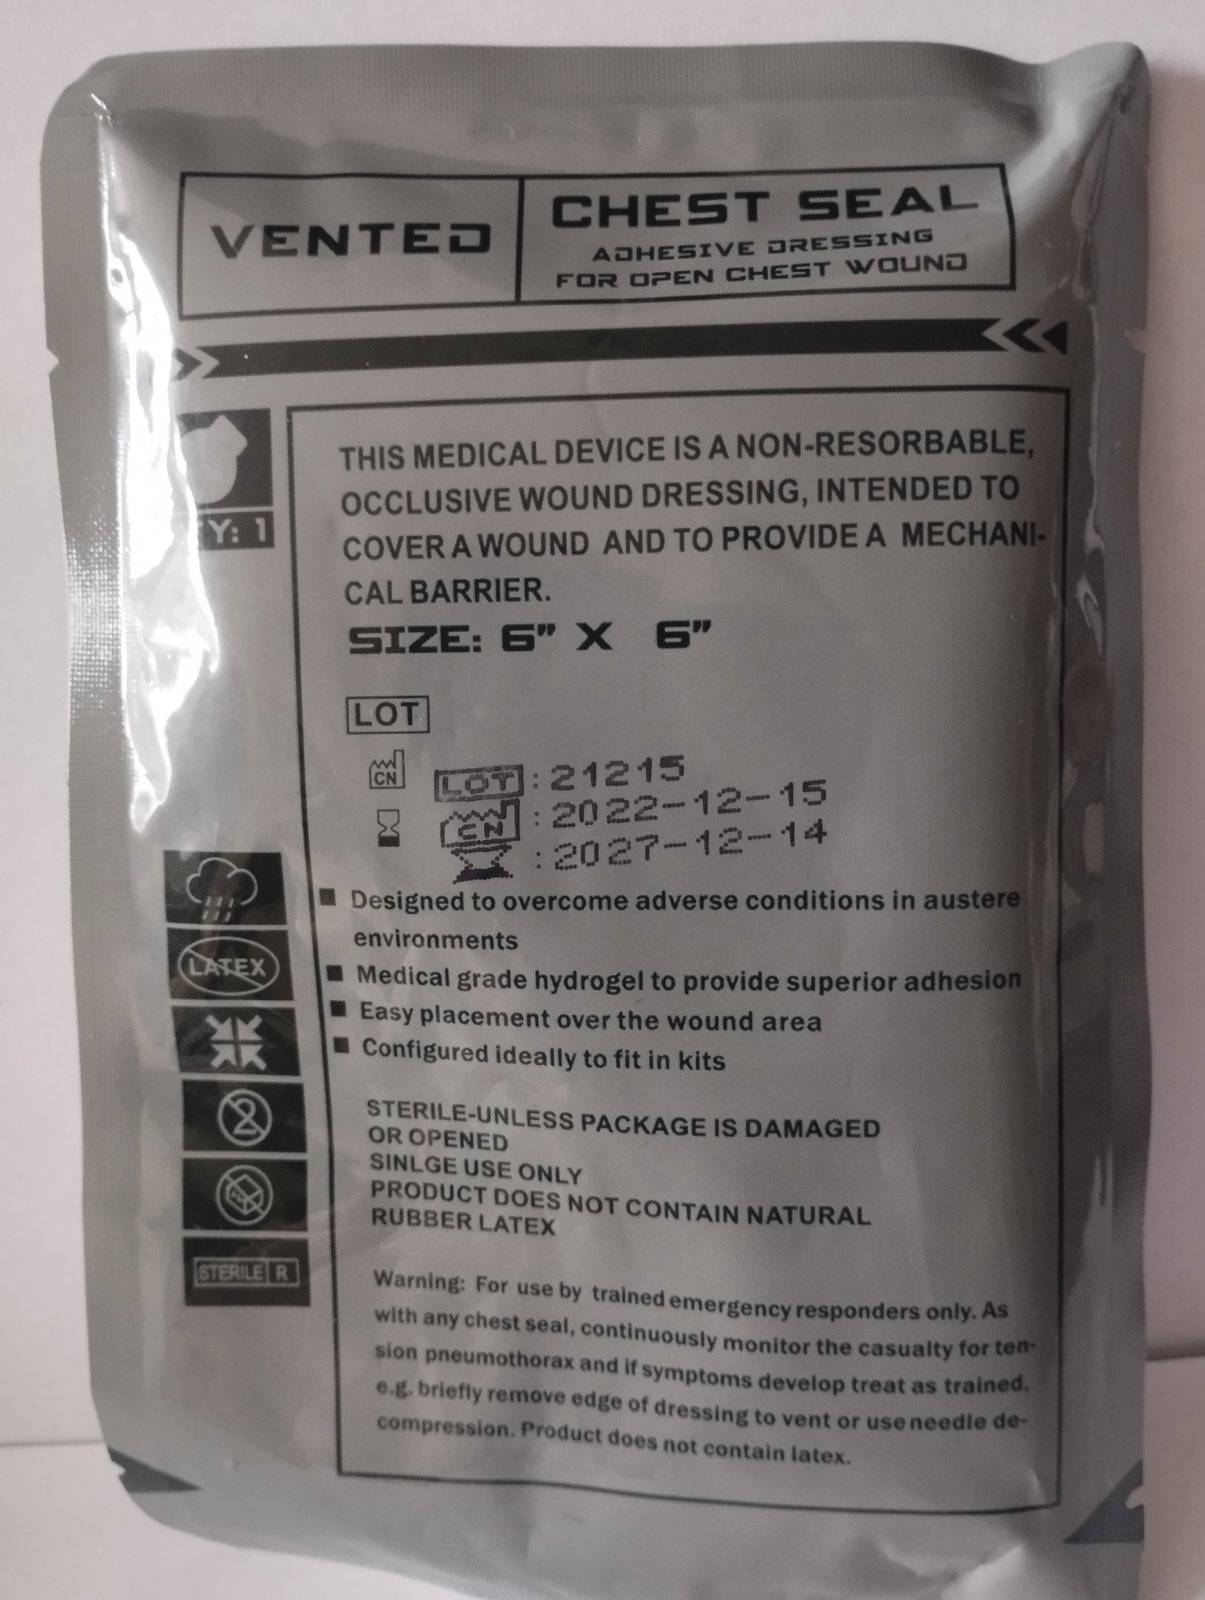 VENTED
CHEST SEAL
ADHESIVE DRESSING
FOR OPEN CHEST WOUND
Y: 1
THIS MEDICAL DEVICE IS A NON-RESORBABLE,
OCCLUSIVE WOUND DRESSING, INTENDED TO
COVER A WOUND AND TO PROVIDE A MECHANI-
CAL BARRIER.
SIZE: 6” X 6”
LOT
CN
LOT : 21215
CN : 2022-12-15
: 2027-12-14
■ Designed to overcome adverse conditions in austere
environments
■ Medical grade hydrogel to provide superior adhesion
■ Easy placement over the wound area
■ Configured ideally to fit in kits
LATEX
2
STERILE R
STERILE-UNLESS PACKAGE IS DAMAGED
OR OPENED
SINLGE USE ONLY
PRODUCT DOES NOT CONTAIN NATURAL
RUBBER LATEX
Warning: For use by trained emergency responders only. As
with any chest seal, continuously monitor the casualty for ten-
sion pneumothorax and if symptoms develop treat as trained,
e.g. briefly remove edge of dressing to vent or use needle de-
compression. Product does not contain latex.